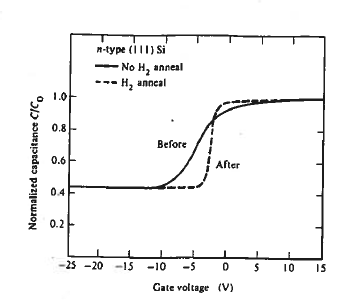 n-type (111) Si
No H2 anneal
H2 anneal
Normalized capacitance C/C0
1.0
0.8
0.6
0.4
0.2
Before
After
−25 −20 −15 −10 −5 0 5 10 15
Gate voltage (V)